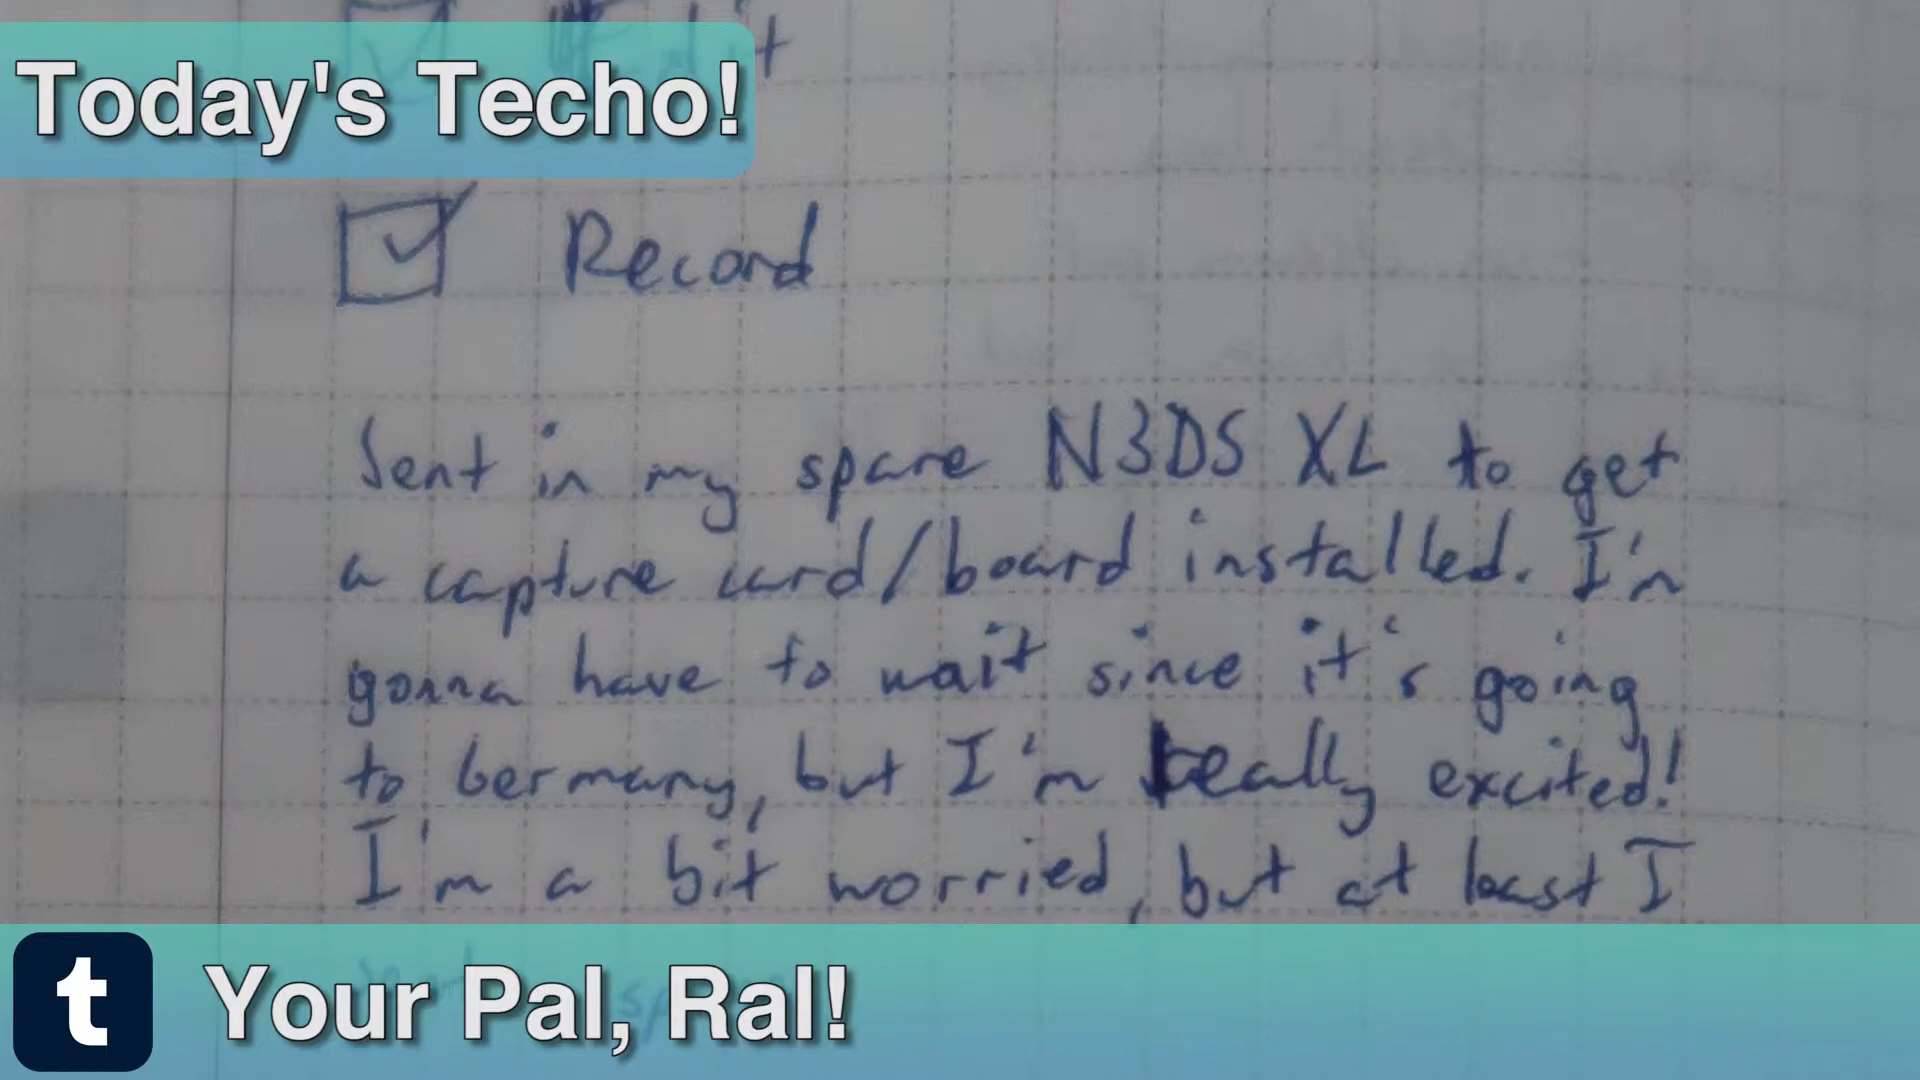 Edit
Today's Techo!
Record
Sent in my spare N3DS XL to get
a capture card/board installed. I'm
gonna have to wait since it's going
to Germany, but I'm really excited!
I'm a bit worried, but at least I
t Your Pal, Ral!